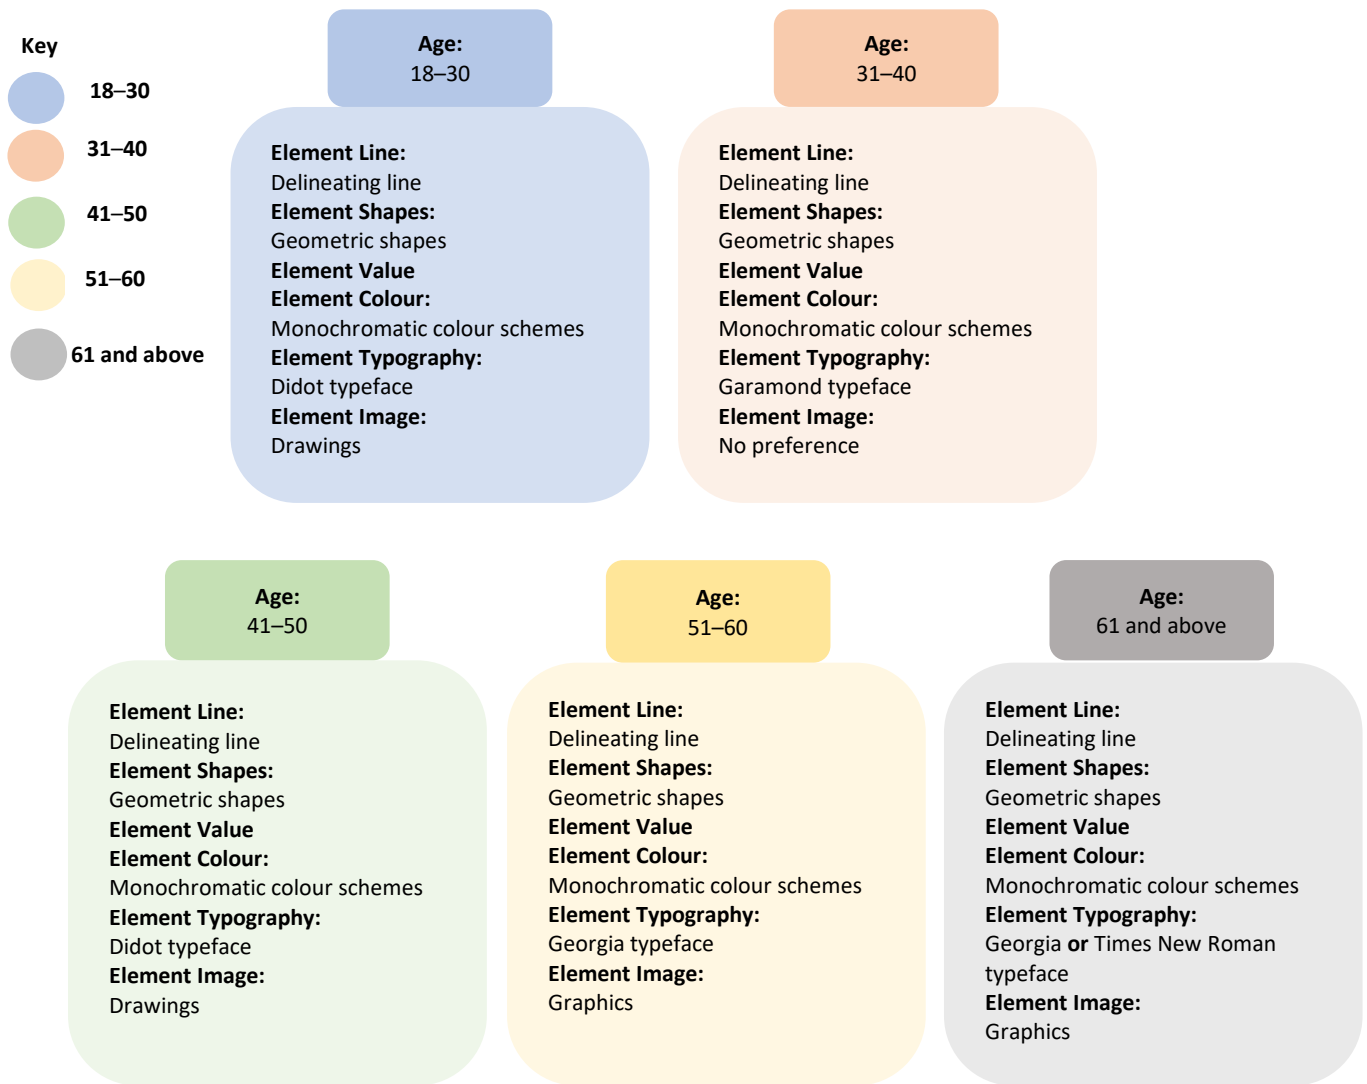 Key
18–30
31–40
41–50
51–60
61 and above
Age:
18–30
Element Line:
Delineating line
Element Shapes:
Geometric shapes
Element Value
Element Colour:
Monochromatic colour schemes
Element Typography:
Didot typeface
Element Image:
Drawings
Age:
31–40
Element Line:
Delineating line
Element Shapes:
Geometric shapes
Element Value
Element Colour:
Monochromatic colour schemes
Element Typography:
Garamond typeface
Element Image:
No preference
Age:
41–50
Element Line:
Delineating line
Element Shapes:
Geometric shapes
Element Value
Element Colour:
Monochromatic colour schemes
Element Typography:
Didot typeface
Element Image:
Drawings
Age:
51–60
Element Line:
Delineating line
Element Shapes:
Geometric shapes
Element Value
Element Colour:
Monochromatic colour schemes
Element Typography:
Georgia typeface
Element Image:
Graphics
Age:
61 and above
Element Line:
Delineating line
Element Shapes:
Geometric shapes
Element Value
Element Colour:
Monochromatic colour schemes
Element Typography:
Georgia or Times New Roman
typeface
Element Image:
Graphics